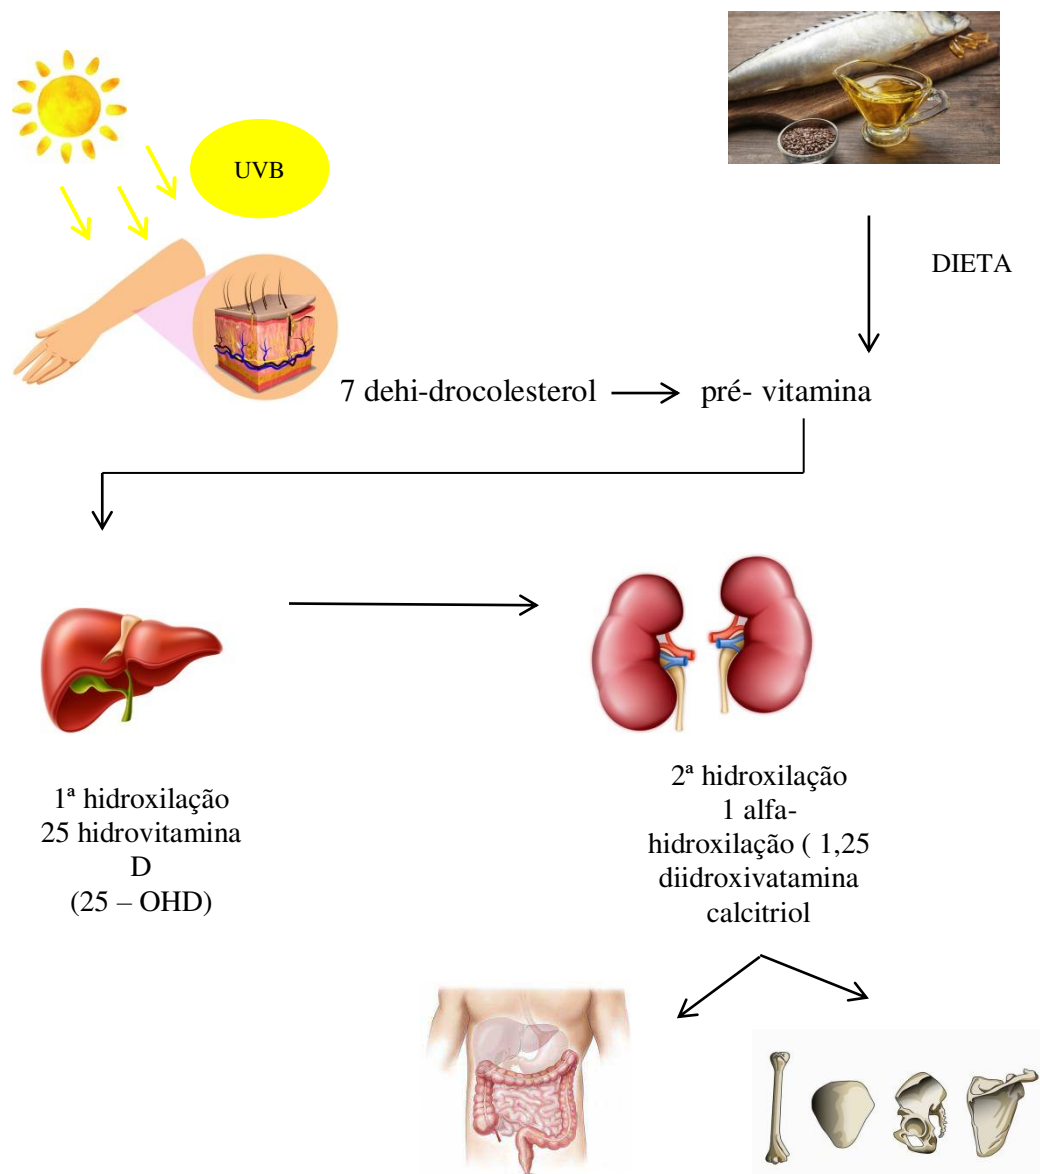 UVB
DIETA
7 dehi-drocolesterol
pré- vitamina
1ª hidroxilação
25 hidrovitamina
D
(25 – OHD)
2ª hidroxilação
1 alfa-
hidroxilação ( 1,25
diidroxivatamina
calcitriol